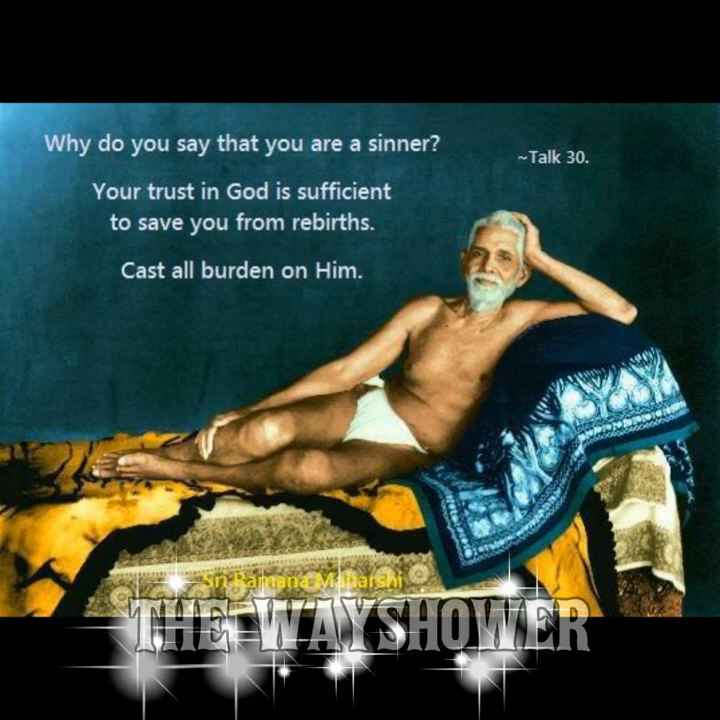 Why do you say that you are a sinner?
~Talk 30.
Your trust in God is sufficient
to save you from rebirths.
Cast all burden on Him.
Sri Ramana Maharshi
THE WAYSHOWER